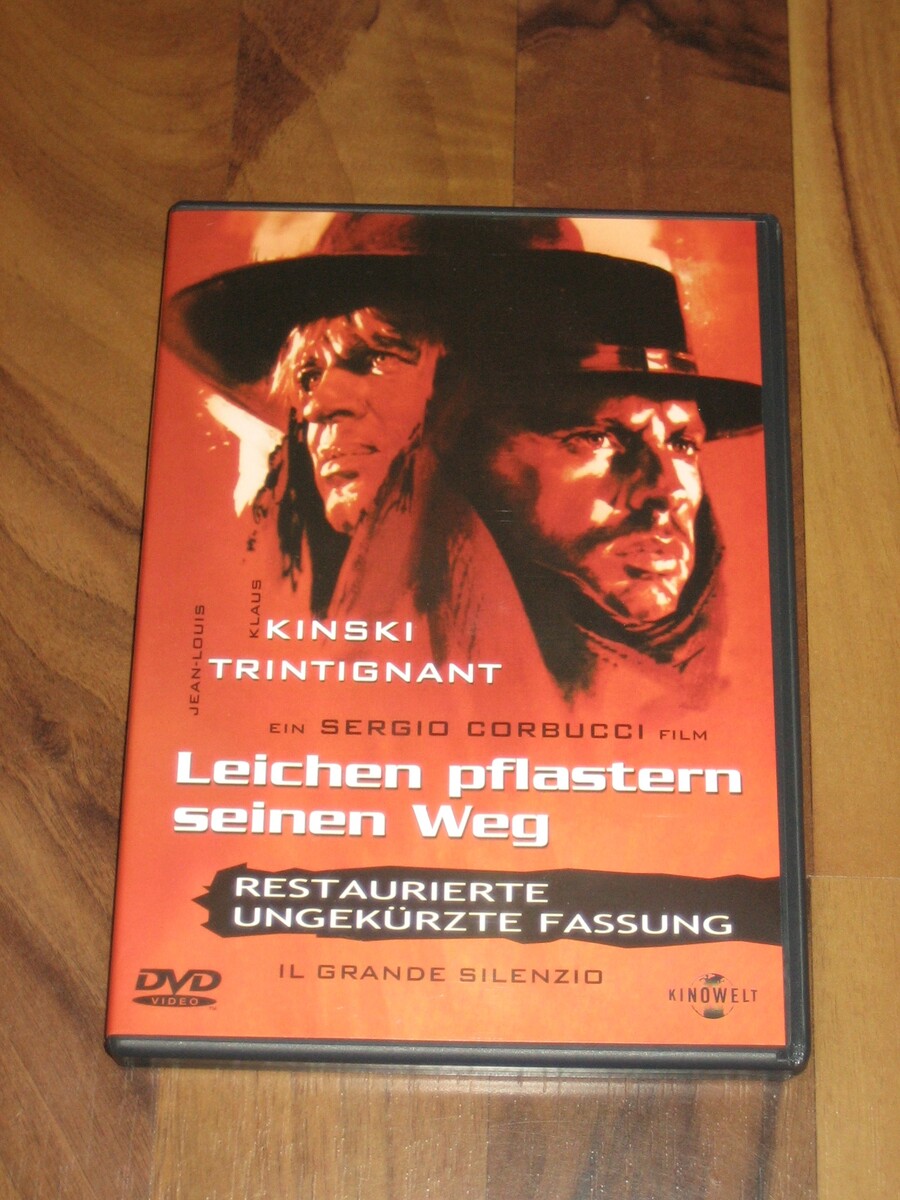 KLAUS
KINSKI
JEAN-LOUIS
TRINTIGNANT
EIN SERGIO CORBUCCI FILM
Leichen pflastern
seinen Weg
RESTAURIERTE
UNGEKÜRZTE FASSUNG
IL GRANDE SILENZIO
DVD
VIDEO
TM
KINOWELT